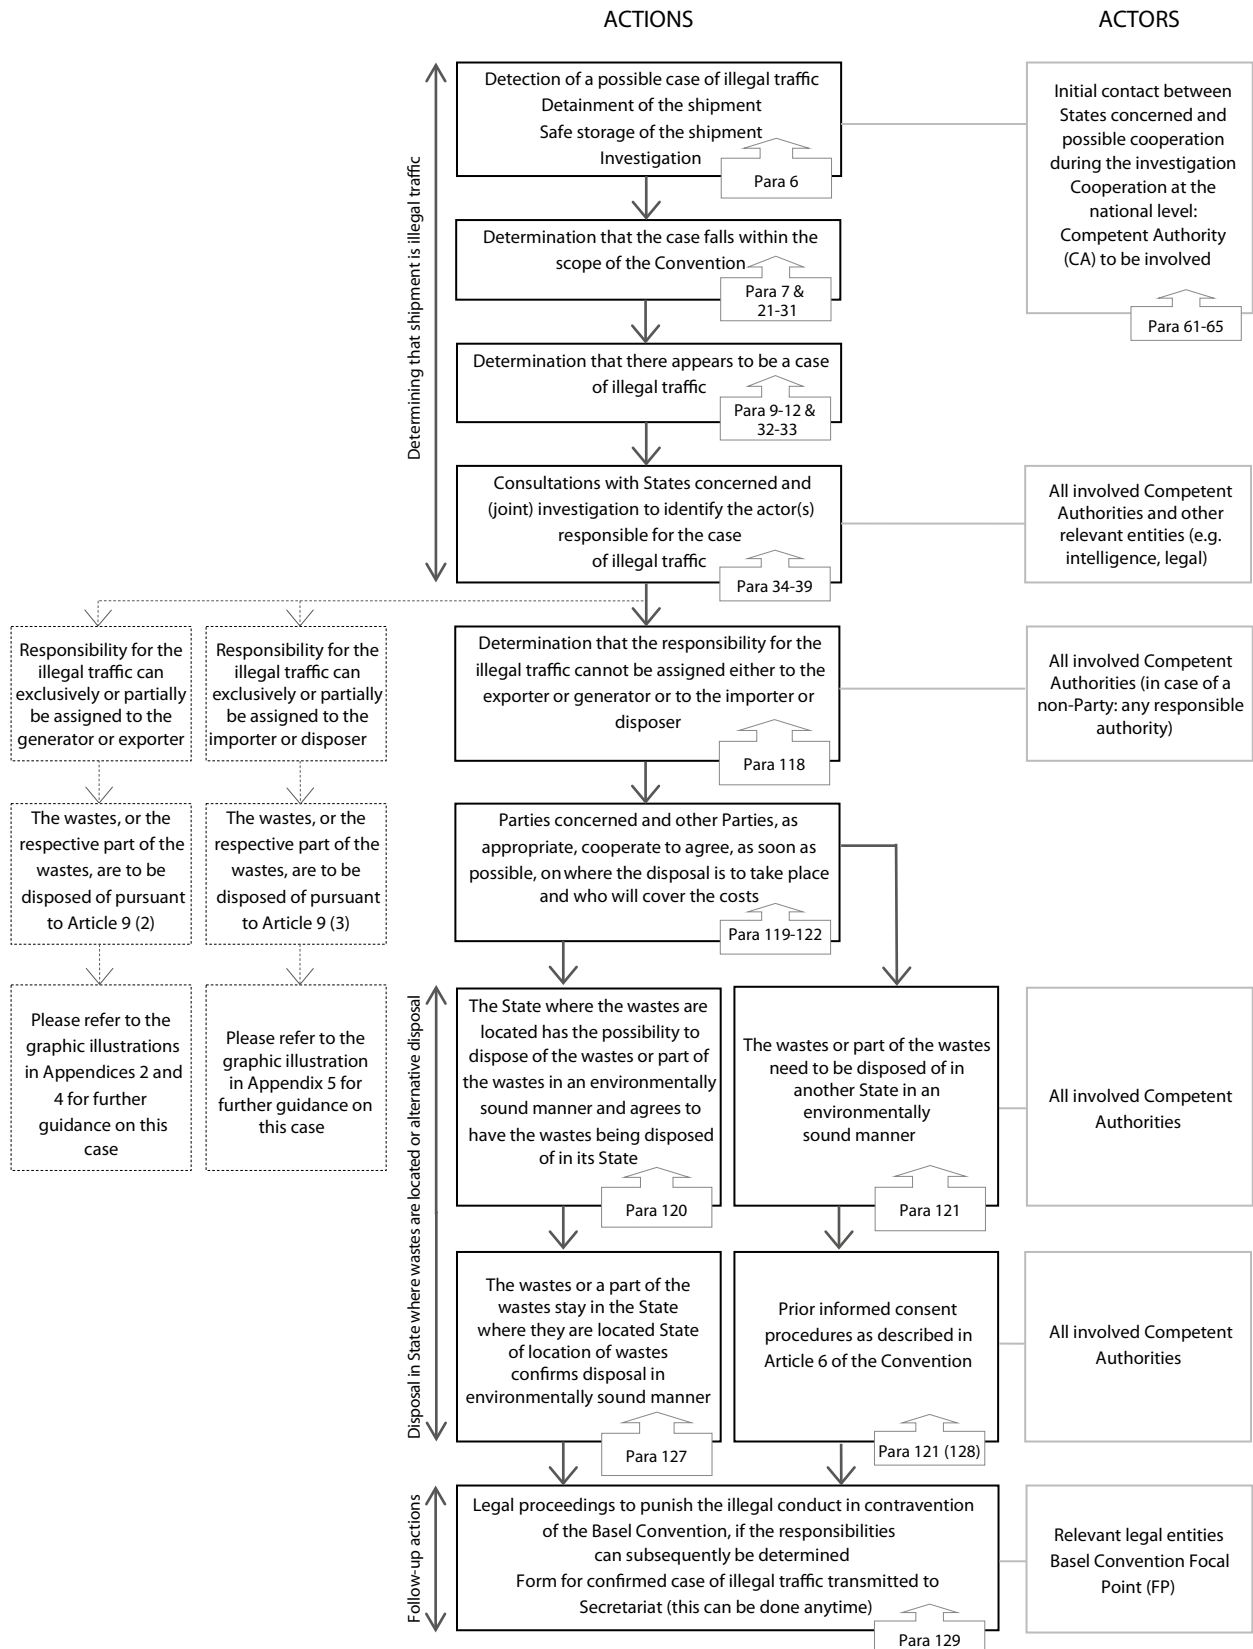 ACTIONS
ACTORS
Determining that shipment is illegal traffic
Detection of a possible case of illegal traffic
Detainment of the shipment
Safe storage of the shipment
Investigation
Para 6
Initial contact between
States concerned and
possible cooperation
during the investigation
Cooperation at the
national level:
Competent Authority
(CA) to be involved
Para 61-65
Determination that the case falls within the
scope of the Convention
Para 7 &
21-31
Determination that there appears to be a case
of illegal traffic
Para 9-12 &
32-33
Consultations with States concerned and
(joint) investigation to identify the actor(s)
responsible for the case
of illegal traffic
Para 34-39
All involved Competent
Authorities and other
relevant entities (e.g.
intelligence, legal)
Responsibility for the
illegal traffic can
exclusively or partially
be assigned to the
generator or exporter
Responsibility for the
illegal traffic can
exclusively or partially
be assigned to the
importer or disposer
Determination that the responsibility for the
illegal traffic cannot be assigned either to the
exporter or generator or to the importer or
disposer
Para 118
All involved Competent
Authorities (in case of a
non-Party: any responsible
authority)
The wastes, or the
respective part of the
wastes, are to be
disposed of pursuant
to Article 9 (2)
The wastes, or the
respective part of the
wastes, are to be
disposed of pursuant
to Article 9 (3)
Parties concerned and other Parties, as
appropriate, cooperate to agree, as soon as
possible, on where the disposal is to take place
and who will cover the costs
Para 119-122
Please refer to the
graphic illustrations
in Appendices 2 and
4 for further
guidance on this
case
Please refer to the
graphic illustration
in Appendix 5 for
further guidance on
this case
Disposal in State where wastes are located or alternative disposal
The State where the wastes are
located has the possibility to
dispose of the wastes or part of
the wastes in an environmentally
sound manner and agrees to
have the wastes being disposed
of in its State
Para 120
The wastes or part of the wastes
need to be disposed of in
another State in an
environmentally
sound manner
Para 121
All involved Competent
Authorities
The wastes or a part of the
wastes stay in the State
where they are located State
of location of wastes
confirms disposal in
environmentally sound manner
Para 127
Prior informed consent
procedures as described in
Article 6 of the Convention
Para 121 (128)
All involved Competent
Authorities
Follow-up actions
Legal proceedings to punish the illegal conduct in contravention
of the Basel Convention, if the responsibilities
can subsequently be determined
Form for confirmed case of illegal traffic transmitted to
Secretariat (this can be done anytime)
Para 129
Relevant legal entities
Basel Convention Focal
Point (FP)